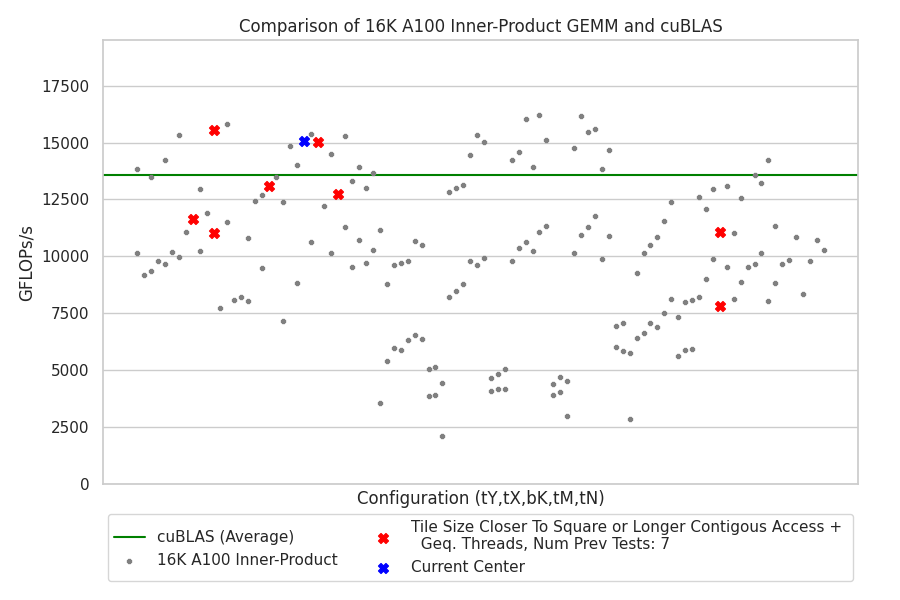 Comparison of 16K A100 Inner-Product GEMM and cuBLAS
GFLOPs/s
17500
15000
12500
10000
7500
5000
2500
0
Configuration (tY,tX,bK,tM,tN)
cuBLAS (Average)
16K A100 Inner-Product
Tile Size Closer To Square or Longer Contigous Access +
Geq. Threads, Num Prev Tests: 7
Current Center